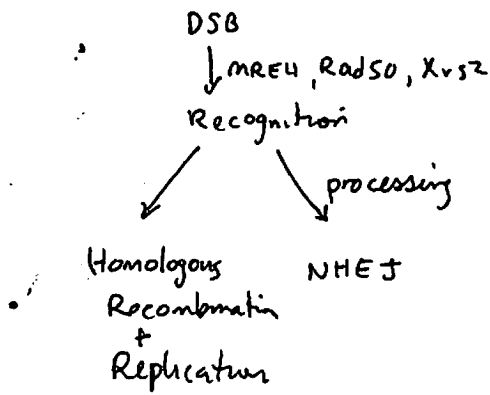 DSB
MRE11, Rad50, Xrs2
Recognition
processing
Homologous
NHEJ
Recombination
+
Replication